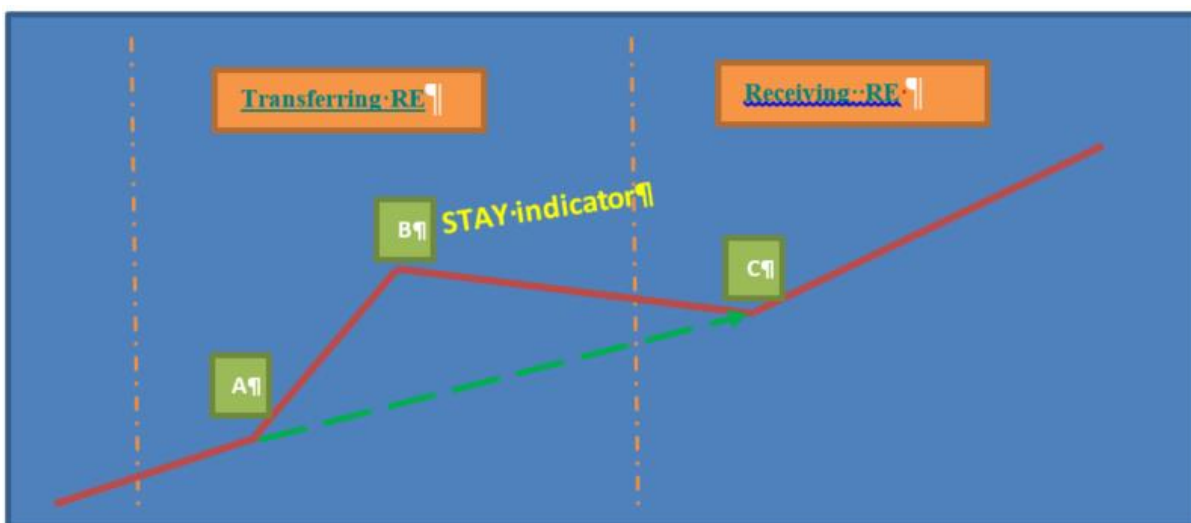 Transferring·RE¶
Receiving··RE·¶
B¶ STAY·indicator¶
C¶
A¶